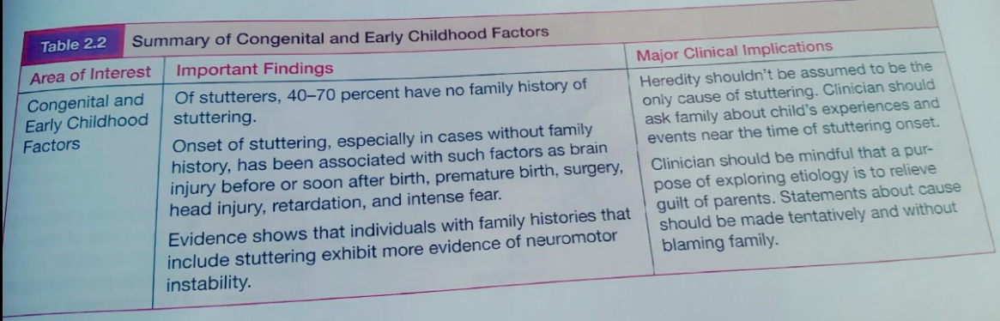 Table 2.2 Summary of Congenital and Early Childhood Factors
Area of Interest
Important Findings
Major Clinical Implications
Congenital and
Early Childhood
Factors
Of stutterers, 40–70 percent have no family history of
stuttering.
Onset of stuttering, especially in cases without family
history, has been associated with such factors as brain
injury before or soon after birth, premature birth, surgery,
head injury, retardation, and intense fear.
Evidence shows that individuals with family histories that
include stuttering exhibit more evidence of neuromotor
instability.
Heredity shouldn't be assumed to be the
only cause of stuttering. Clinician should
ask family about child's experiences and
events near the time of stuttering onset.
Clinician should be mindful that a pur-
pose of exploring etiology is to relieve
guilt of parents. Statements about cause
should be made tentatively and without
blaming family.